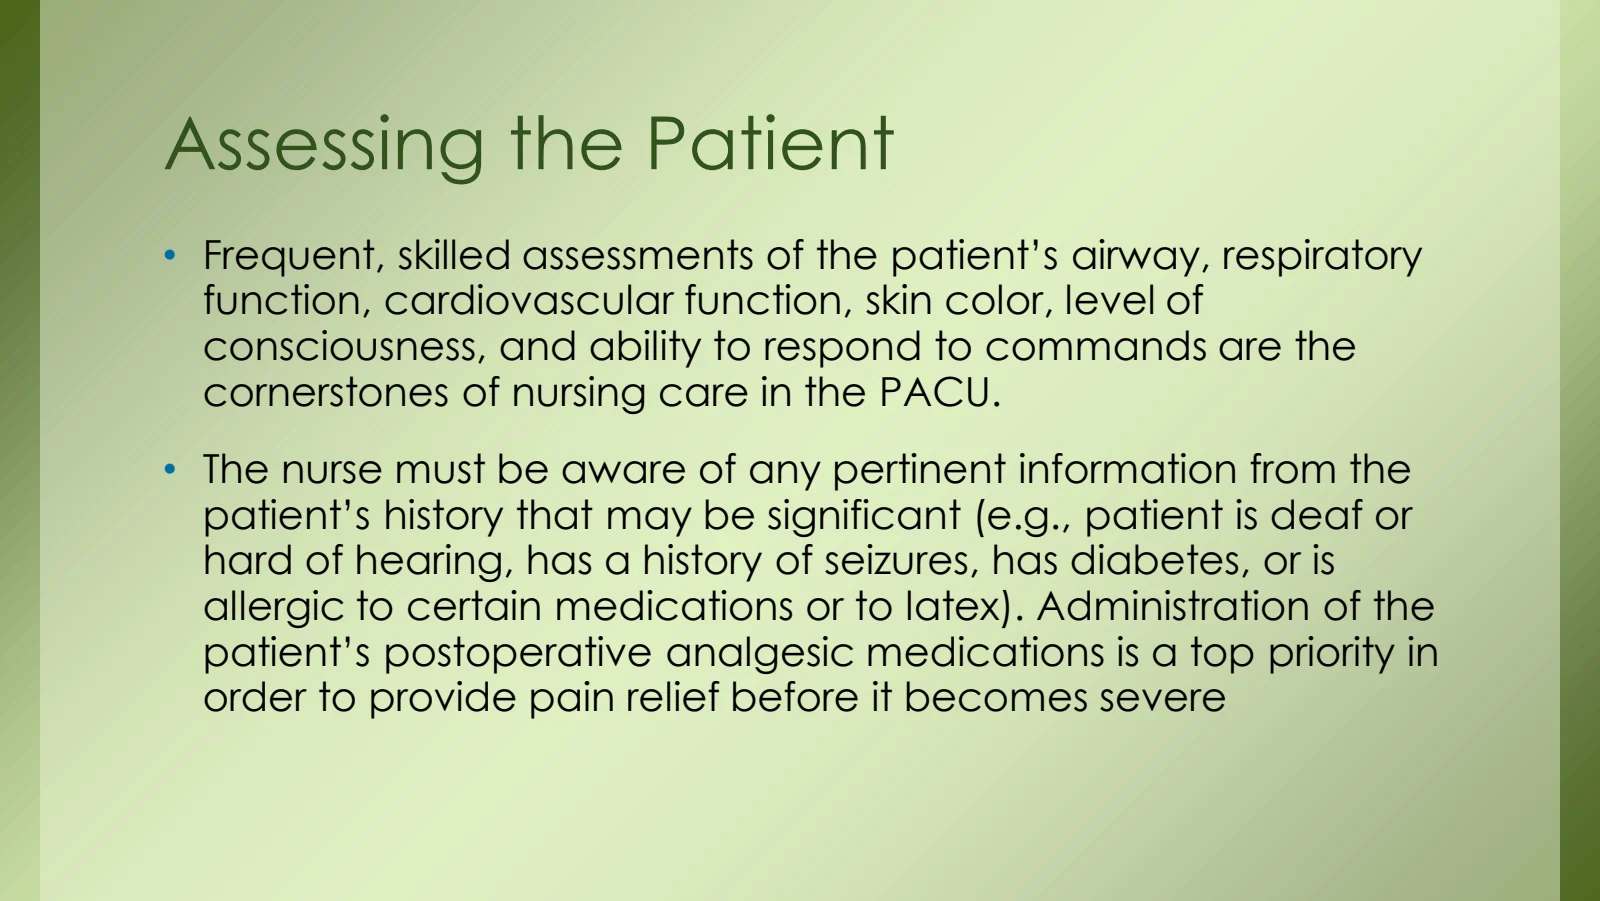 Assessing the Patient
• Frequent, skilled assessments of the patient’s airway, respiratory
function, cardiovascular function, skin color, level of
consciousness, and ability to respond to commands are the
cornerstones of nursing care in the PACU.
• The nurse must be aware of any pertinent information from the
patient’s history that may be significant (e.g., patient is deaf or
hard of hearing, has a history of seizures, has diabetes, or is
allergic to certain medications or to latex). Administration of the
patient’s postoperative analgesic medications is a top priority in
order to provide pain relief before it becomes severe